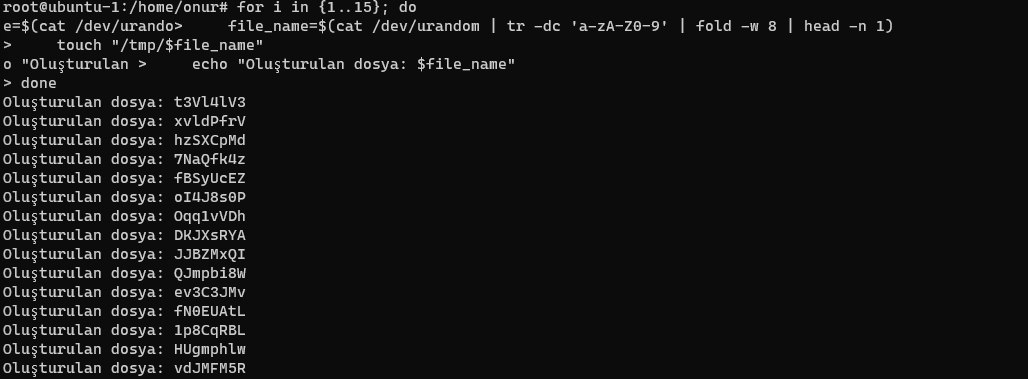 root@ubuntu-1:/home/onur# for i in {1..15}; do
e=$(cat /dev/urando>     file_name=$(cat /dev/urandom | tr -dc 'a-zA-Z0-9' | fold -w 8 | head -n 1)
>     touch "/tmp/$file_name"
o "Oluşturulan >     echo "Oluşturulan dosya: $file_name"
> done
Oluşturulan dosya: t3Vl4lV3
Oluşturulan dosya: xvldPfrV
Oluşturulan dosya: hzSXCpMd
Oluşturulan dosya: 7NaQfk4z
Oluşturulan dosya: fBSyUcEZ
Oluşturulan dosya: oI4J8s0P
Oluşturulan dosya: Oqq1vVDh
Oluşturulan dosya: DKJXsRYA
Oluşturulan dosya: JJBZMxQI
Oluşturulan dosya: QJmpbi8W
Oluşturulan dosya: ev3C3JMv
Oluşturulan dosya: fN0EUAtL
Oluşturulan dosya: 1p8CqRBL
Oluşturulan dosya: HUgmphlw
Oluşturulan dosya: vdJMFM5R